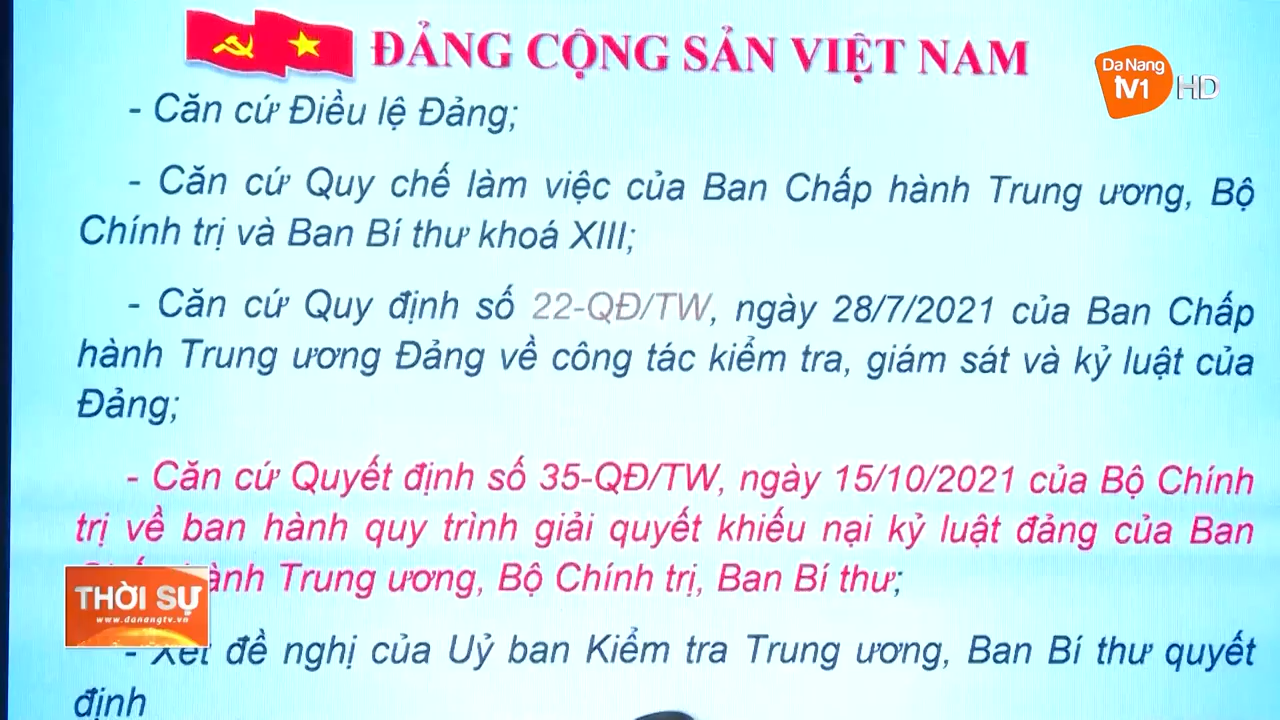 ĐẢNG CỘNG SẢN VIỆT NAM
Da Nang
TV1 HD
- Căn cứ Điều lệ Đảng;
- Căn cứ Quy chế làm việc của Ban Chấp hành Trung ương, Bộ
Chính trị và Ban Bí thư khoá XIII;
- Căn cứ Quy định số 22-QĐ/TW, ngày 28/7/2021 của Ban Chấp
hành Trung ương Đảng về công tác kiểm tra, giám sát và kỷ luật của
Đảng;
- Căn cứ Quyết định số 35-QĐ/TW, ngày 15/10/2021 của Bộ Chính
trị về ban hành quy trình giải quyết khiếu nại kỷ luật đảng của Ban
hành Trung ương, Bộ Chính trị, Ban Bí thư;
THỜI SỰ
www.danangtv.vn
- Xét đề nghị của Uỷ ban Kiểm tra Trung ương, Ban Bí thư quyết
định